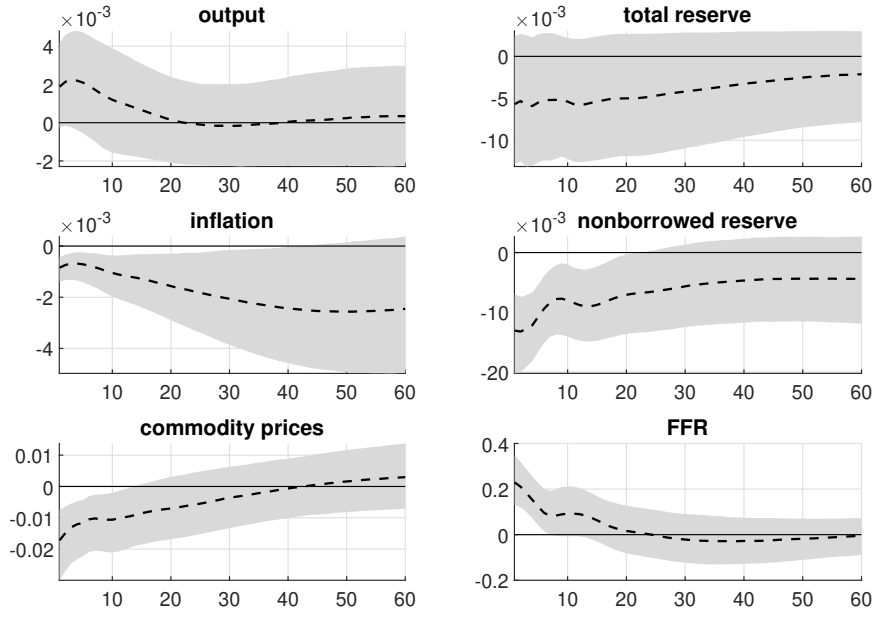 output
×10-3
4
2
0
-2
10 20 30 40 50 60
total reserve
×10-3
0
-5
-10
10 20 30 40 50 60
inflation
×10-3
0
-2
-4
10 20 30 40 50 60
nonborrowed reserve
×10-3
0
-10
-20
10 20 30 40 50 60
commodity prices
0.01
0
-0.01
-0.02
10 20 30 40 50 60
FFR
0.4
0.2
0
-0.2
10 20 30 40 50 60